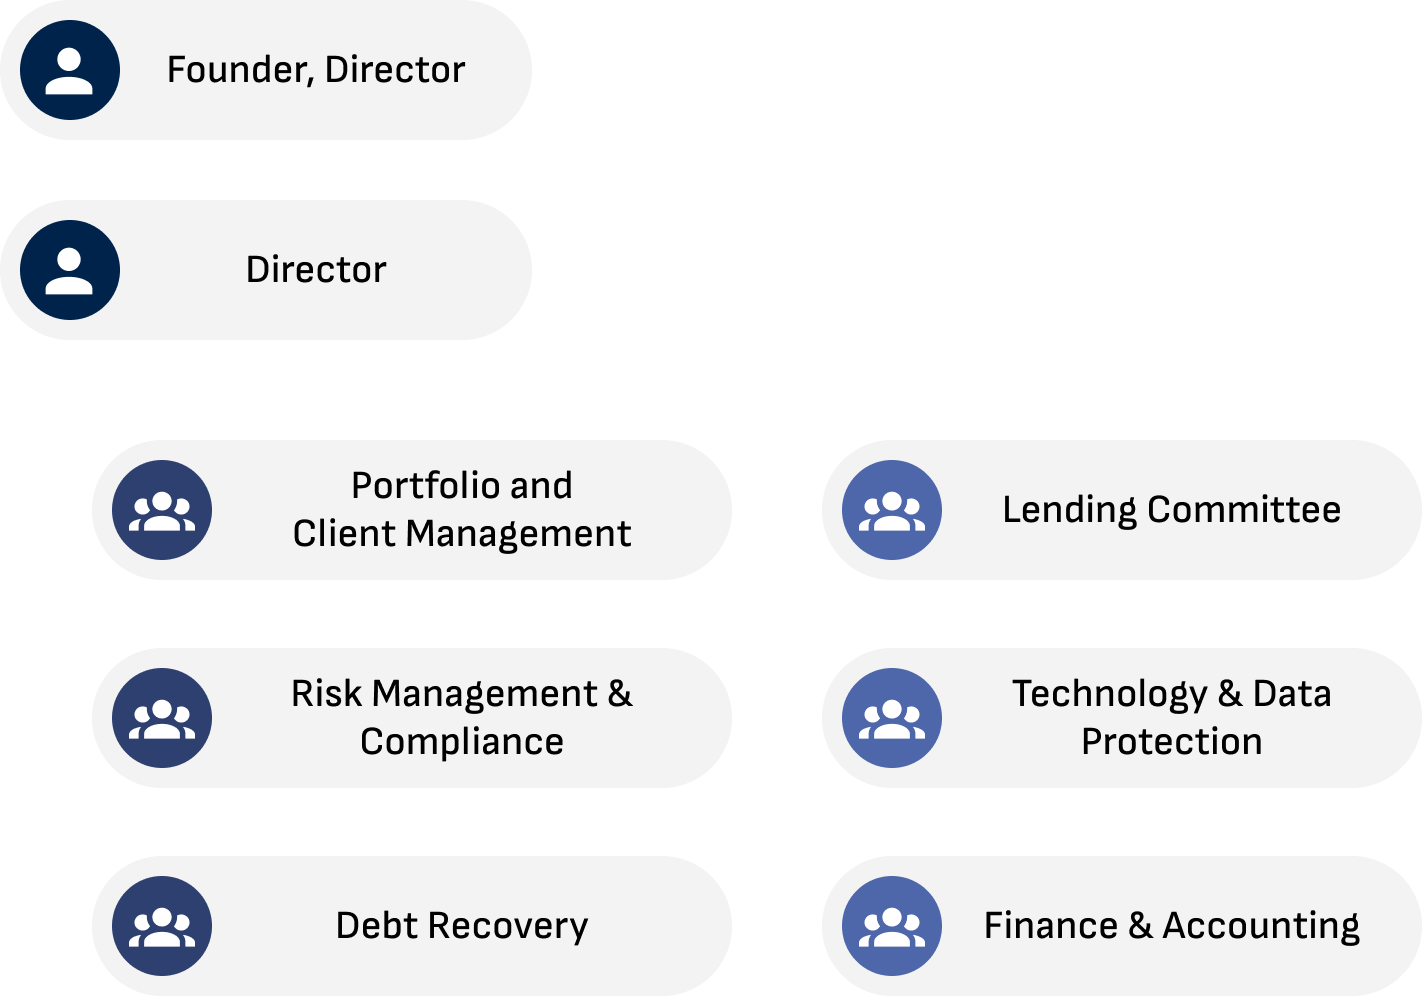 Founder, Director
Director
Portfolio and
Client Management
Lending Committee
Risk Management &
Compliance
Technology & Data
Protection
Debt Recovery
Finance & Accounting